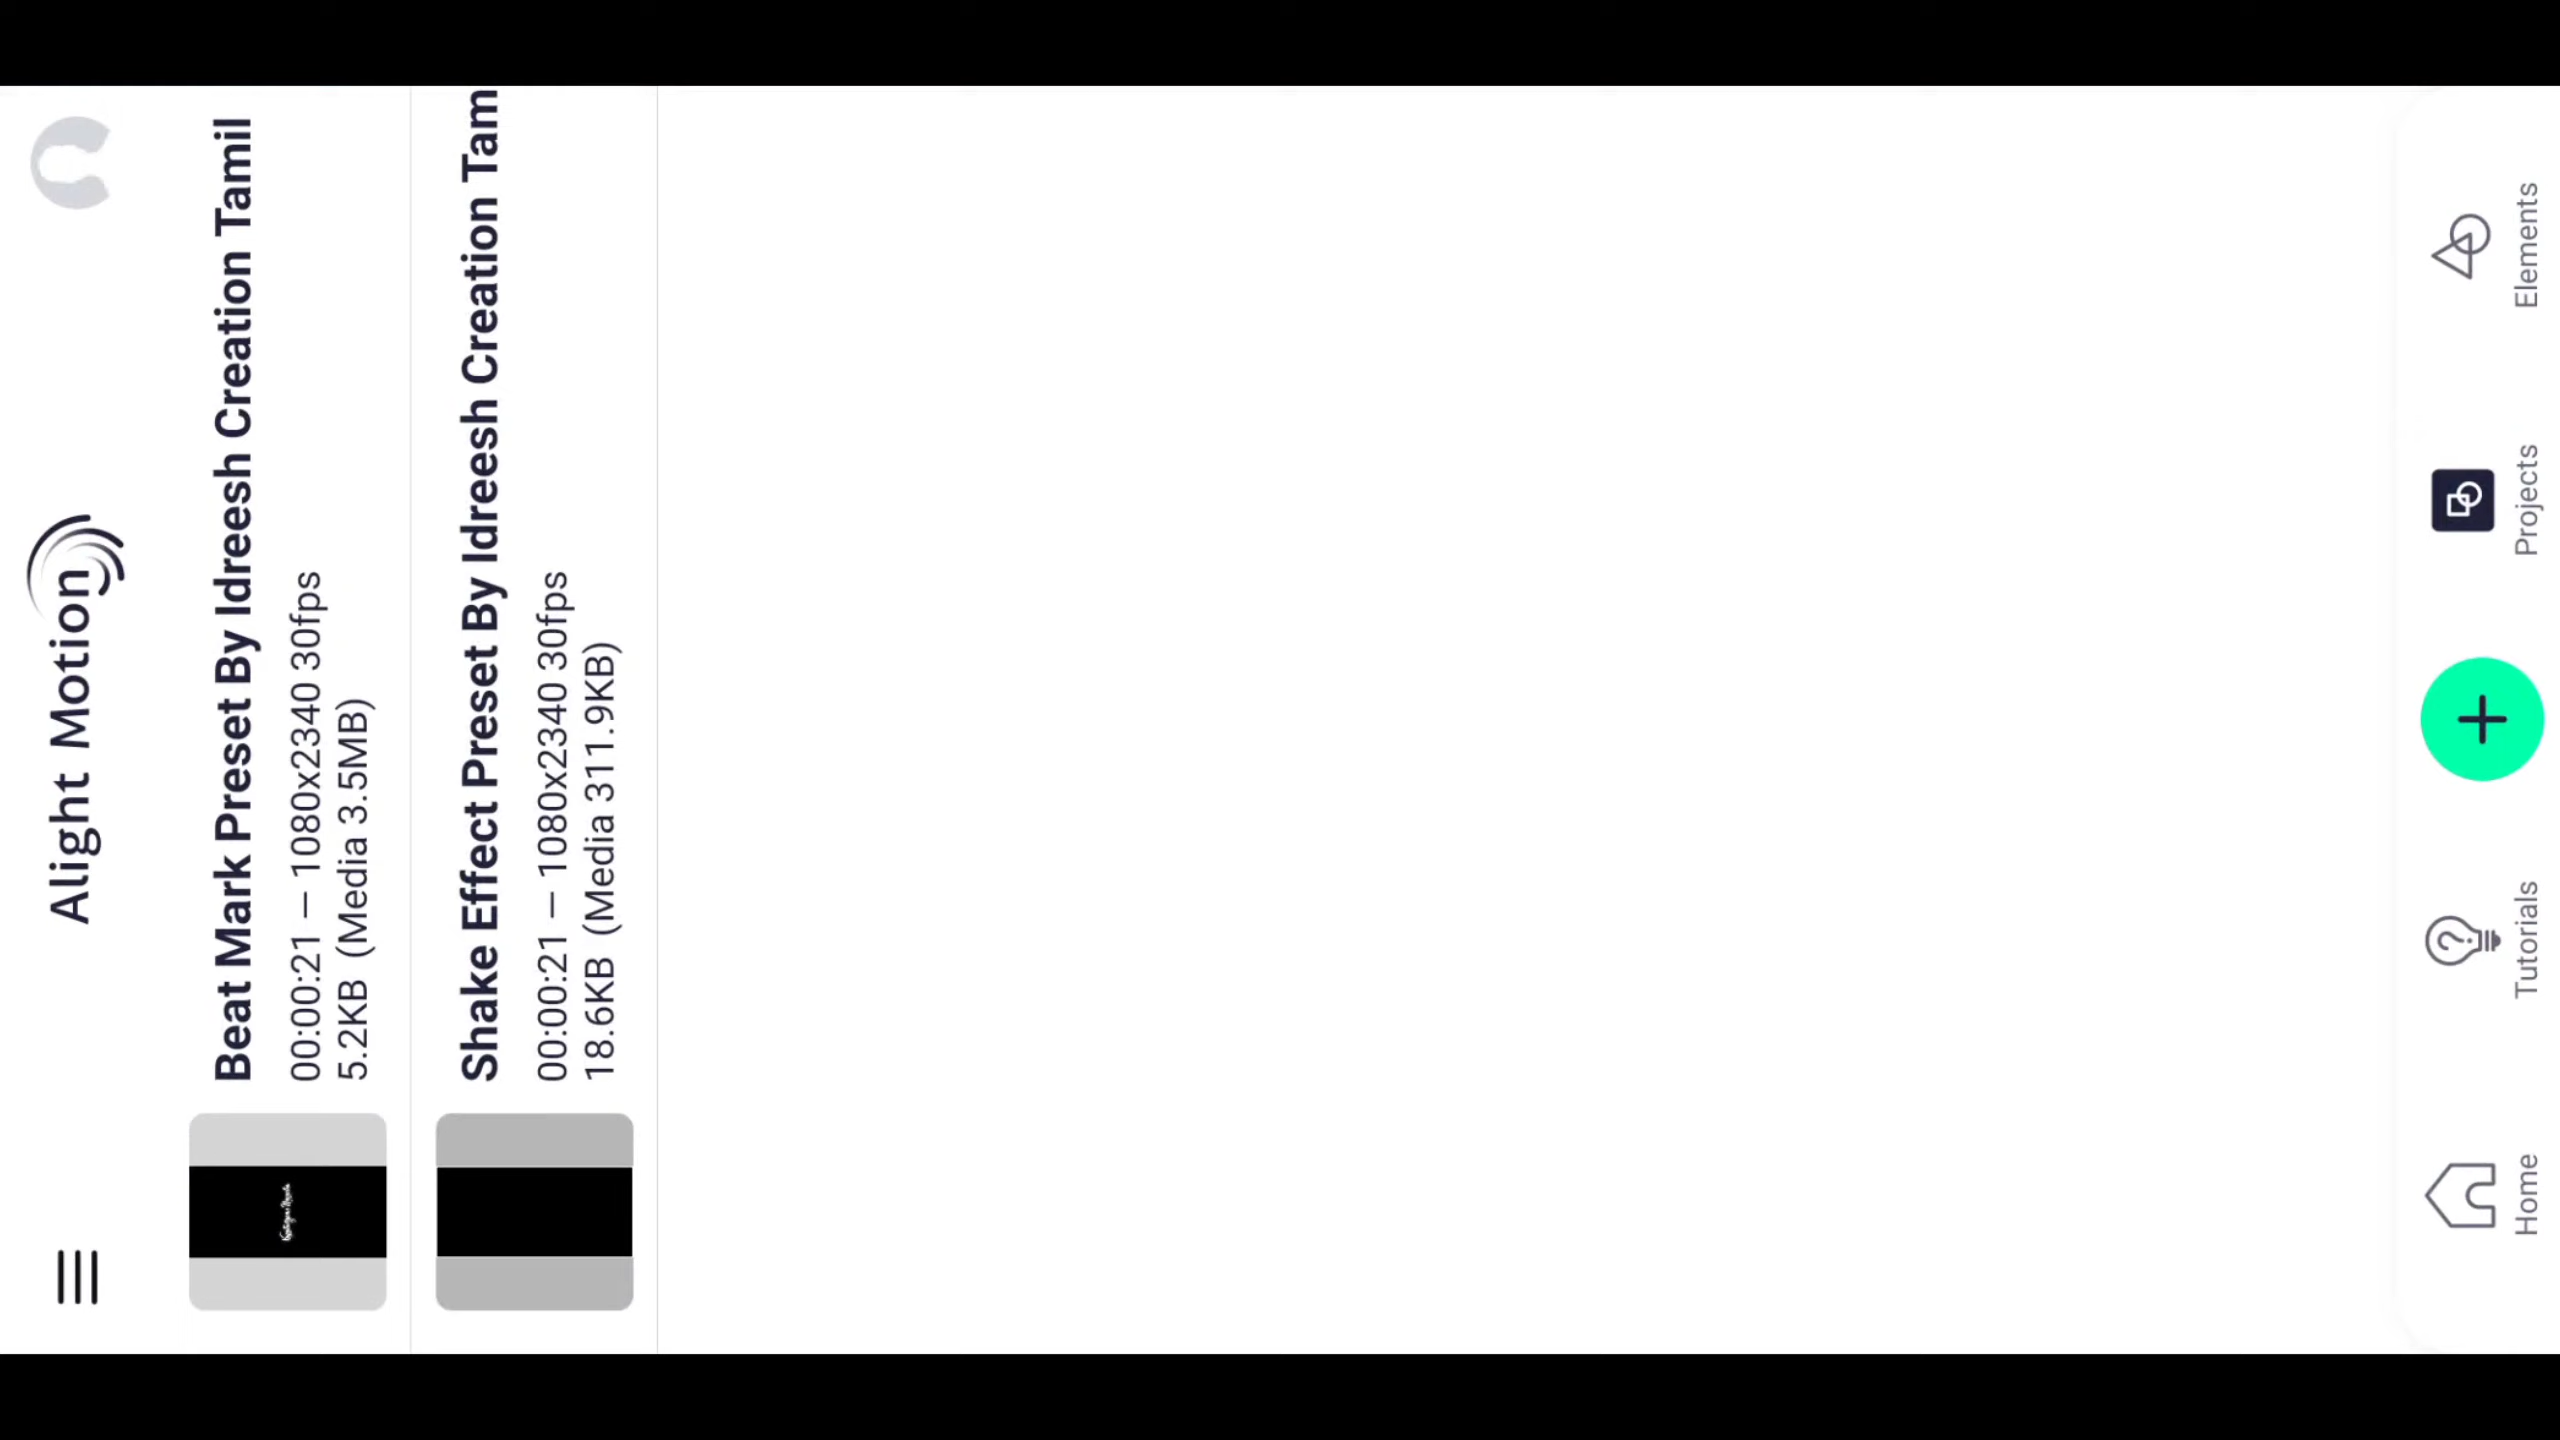 Alight Motion
Beat Mark Preset By Idreesh Creation Tamil
00:00:21 — 1080x2340 30fps
5.2KB (Media 3.5MB)
Shake Effect Preset By Idreesh Creation Tam
00:00:21 — 1080x2340 30fps
18.6KB (Media 311.9KB)
Home
Tutorials
Projects
Elements